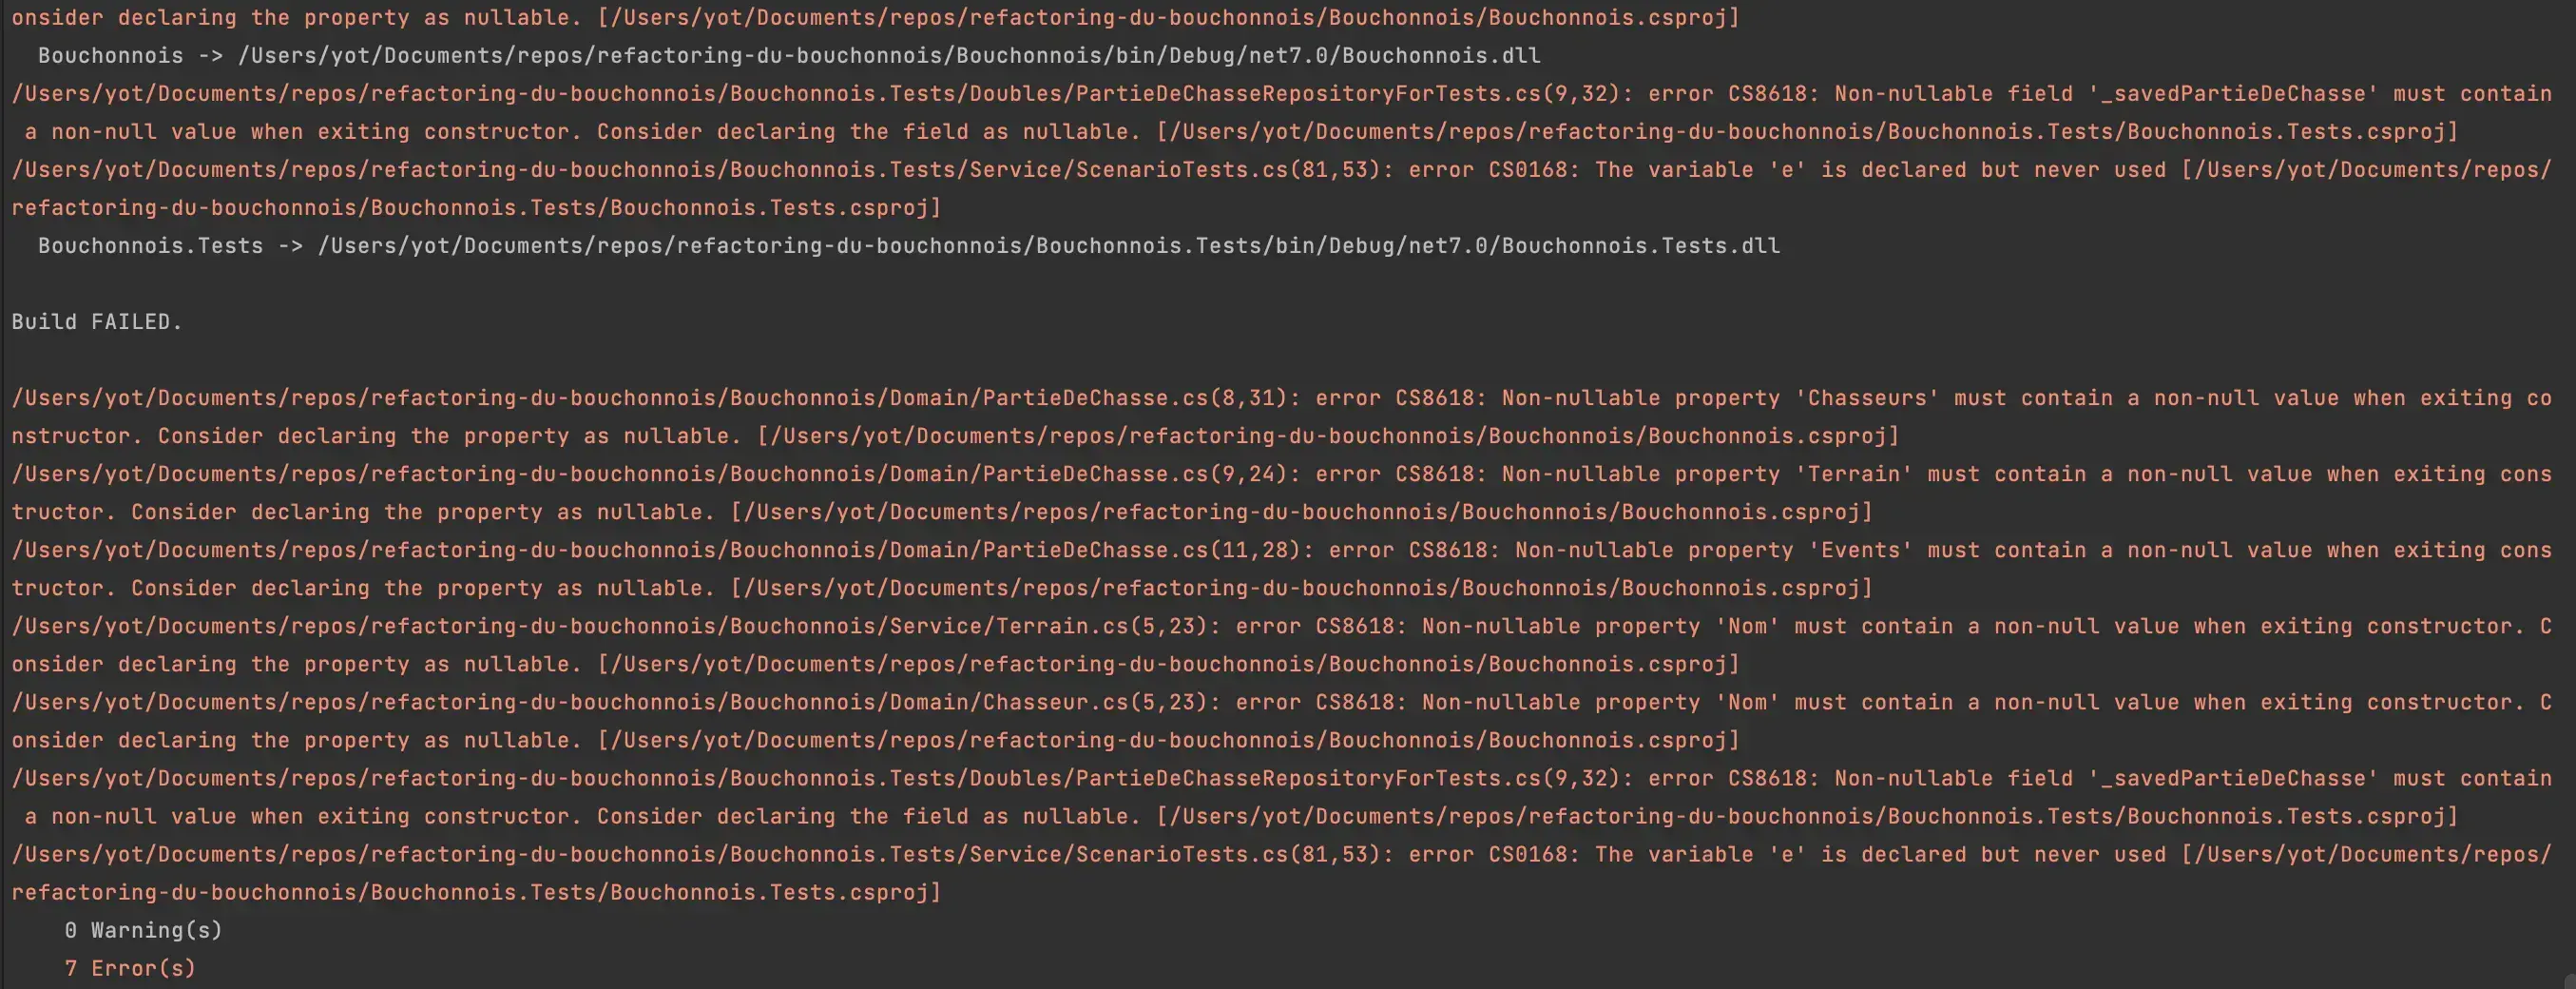 onsider declaring the property as nullable. [/Users/yot/Documents/repos/refactoring-du-bouchonnois/Bouchonnois/Bouchonnois.csproj]
  Bouchonnois -> /Users/yot/Documents/repos/refactoring-du-bouchonnois/Bouchonnois/bin/Debug/net7.0/Bouchonnois.dll
/Users/yot/Documents/repos/refactoring-du-bouchonnois/Bouchonnois.Tests/Doubles/PartieDeChasseRepositoryForTests.cs(9,32): error CS8618: Non-nullable field '_savedPartieDeChasse' must contain
 a non-null value when exiting constructor. Consider declaring the field as nullable. [/Users/yot/Documents/repos/refactoring-du-bouchonnois/Bouchonnois.Tests/Bouchonnois.Tests.csproj]
/Users/yot/Documents/repos/refactoring-du-bouchonnois/Bouchonnois.Tests/Service/ScenarioTests.cs(81,53): error CS0168: The variable 'e' is declared but never used [/Users/yot/Documents/repos/
refactoring-du-bouchonnois/Bouchonnois.Tests/Bouchonnois.Tests.csproj]
  Bouchonnois.Tests -> /Users/yot/Documents/repos/refactoring-du-bouchonnois/Bouchonnois.Tests/bin/Debug/net7.0/Bouchonnois.Tests.dll
Build FAILED.
/Users/yot/Documents/repos/refactoring-du-bouchonnois/Bouchonnois/Domain/PartieDeChasse.cs(8,31): error CS8618: Non-nullable property 'Chasseurs' must contain a non-null value when exiting co
nstructor. Consider declaring the property as nullable. [/Users/yot/Documents/repos/refactoring-du-bouchonnois/Bouchonnois/Bouchonnois.csproj]
/Users/yot/Documents/repos/refactoring-du-bouchonnois/Bouchonnois/Domain/PartieDeChasse.cs(9,24): error CS8618: Non-nullable property 'Terrain' must contain a non-null value when exiting cons
tructor. Consider declaring the property as nullable. [/Users/yot/Documents/repos/refactoring-du-bouchonnois/Bouchonnois/Bouchonnois.csproj]
/Users/yot/Documents/repos/refactoring-du-bouchonnois/Bouchonnois/Domain/PartieDeChasse.cs(11,28): error CS8618: Non-nullable property 'Events' must contain a non-null value when exiting cons
tructor. Consider declaring the property as nullable. [/Users/yot/Documents/repos/refactoring-du-bouchonnois/Bouchonnois/Bouchonnois.csproj]
/Users/yot/Documents/repos/refactoring-du-bouchonnois/Bouchonnois/Service/Terrain.cs(5,23): error CS8618: Non-nullable property 'Nom' must contain a non-null value when exiting constructor. C
onsider declaring the property as nullable. [/Users/yot/Documents/repos/refactoring-du-bouchonnois/Bouchonnois/Bouchonnois.csproj]
/Users/yot/Documents/repos/refactoring-du-bouchonnois/Bouchonnois/Domain/Chasseur.cs(5,23): error CS8618: Non-nullable property 'Nom' must contain a non-null value when exiting constructor. C
onsider declaring the property as nullable. [/Users/yot/Documents/repos/refactoring-du-bouchonnois/Bouchonnois/Bouchonnois.csproj]
/Users/yot/Documents/repos/refactoring-du-bouchonnois/Bouchonnois.Tests/Doubles/PartieDeChasseRepositoryForTests.cs(9,32): error CS8618: Non-nullable field '_savedPartieDeChasse' must contain
 a non-null value when exiting constructor. Consider declaring the field as nullable. [/Users/yot/Documents/repos/refactoring-du-bouchonnois/Bouchonnois.Tests/Bouchonnois.Tests.csproj]
/Users/yot/Documents/repos/refactoring-du-bouchonnois/Bouchonnois.Tests/Service/ScenarioTests.cs(81,53): error CS0168: The variable 'e' is declared but never used [/Users/yot/Documents/repos/
refactoring-du-bouchonnois/Bouchonnois.Tests/Bouchonnois.Tests.csproj]
    0 Warning(s)
    7 Error(s)